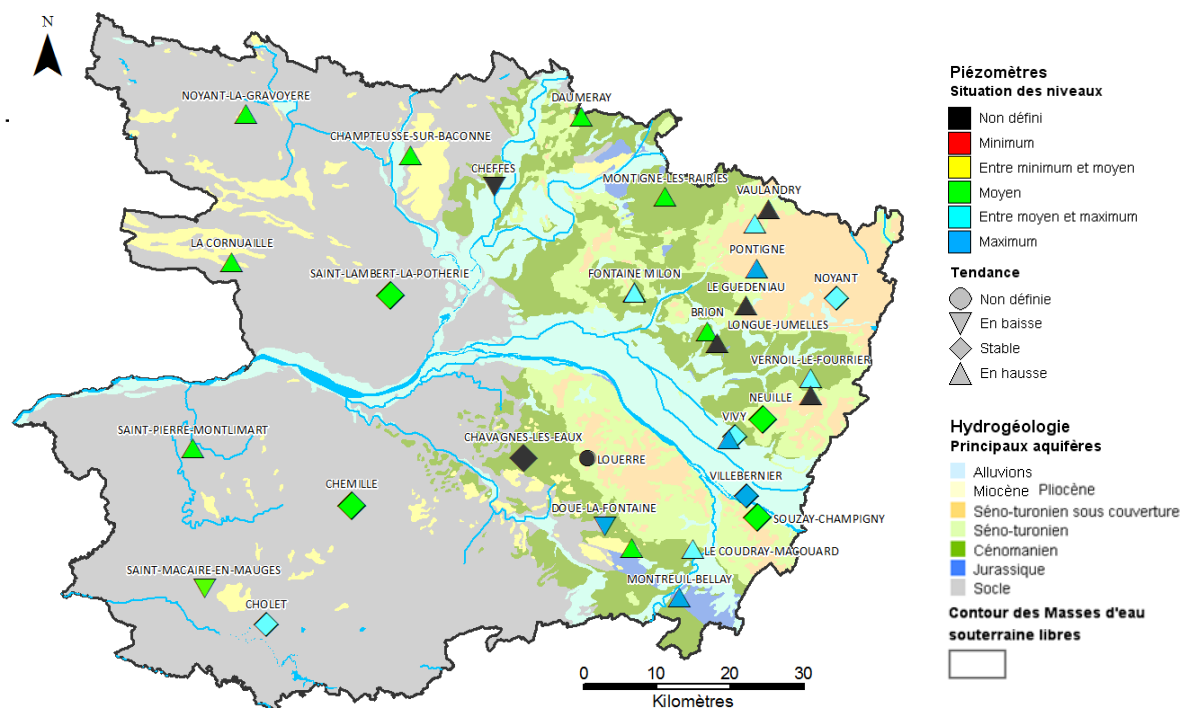 N
NOYANT-LA-GRAVOYERE
DAUMERAY
CHAMPTEUSSE-SUR-BACONNE
CHEFFES
MONTIGNE-LES-RAIRIES
VAULANDRY
LA CORNUAILLE
PONTIGNE
SAINT-LAMBERT-LA-POTHERIE
FONTAINE MILON
NOYANT
LE GUEDENIAU
BRION
LONGUE-JUMELLES
VERNOIL-LE-FOURRIER
NEUILLE
VIVY
SAINT-PIERRE-MONTLIMART
CHAVAGNES-LES-EAUX
LOUERRE
VILLEBERNIER
CHEMILLE
DOUE-LA-FONTAINE
SOUZAY-CHAMPIGNY
LE COUDRAY-MACOUARD
SAINT-MACAIRE-EN-MAUGES
MONTREUIL-BELLAY
CHOLET
0 10 20 30
Kilomètres
Piézomètres
Situation des niveaux
Non défini
Minimum
Entre minimum et moyen
Moyen
Entre moyen et maximum
Maximum
Tendance
Non définie
En baisse
Stable
En hausse
Hydrogéologie
Principaux aquifères
Alluvions
Miocène Pliocène
Séno-turonien sous couverture
Séno-turonien
Cénomanien
Jurassique
Socle
Contour des Masses d'eau
souterraine libres